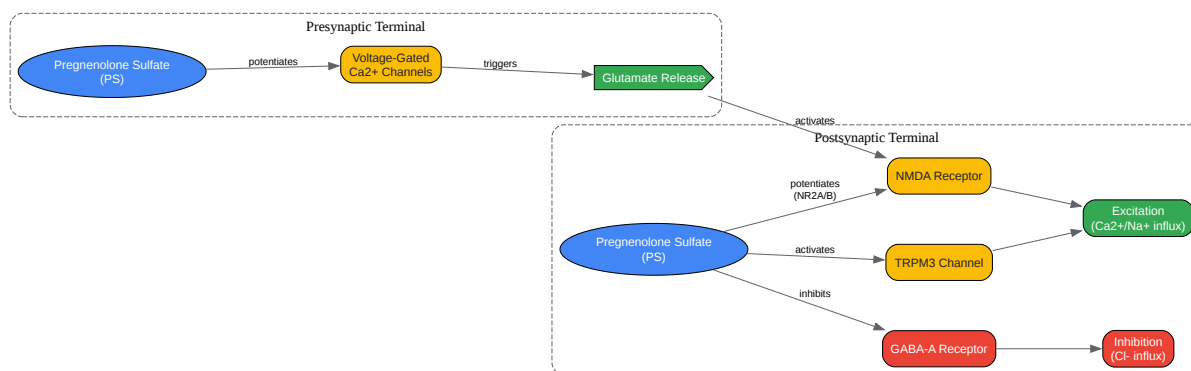 Presynaptic Terminal
Pregnenolone Sulfate
(PS)
potentiates
Voltage-Gated
Ca2+ Channels
triggers
Glutamate Release
activates
Postsynaptic Terminal
NMDA Receptor
potentiates
(NR2A/B)
Excitation
(Ca2+/Na+ influx)
Pregnenolone Sulfate
(PS)
activates
TRPM3 Channel
inhibits
GABA-A Receptor
Inhibition
(Cl- influx)